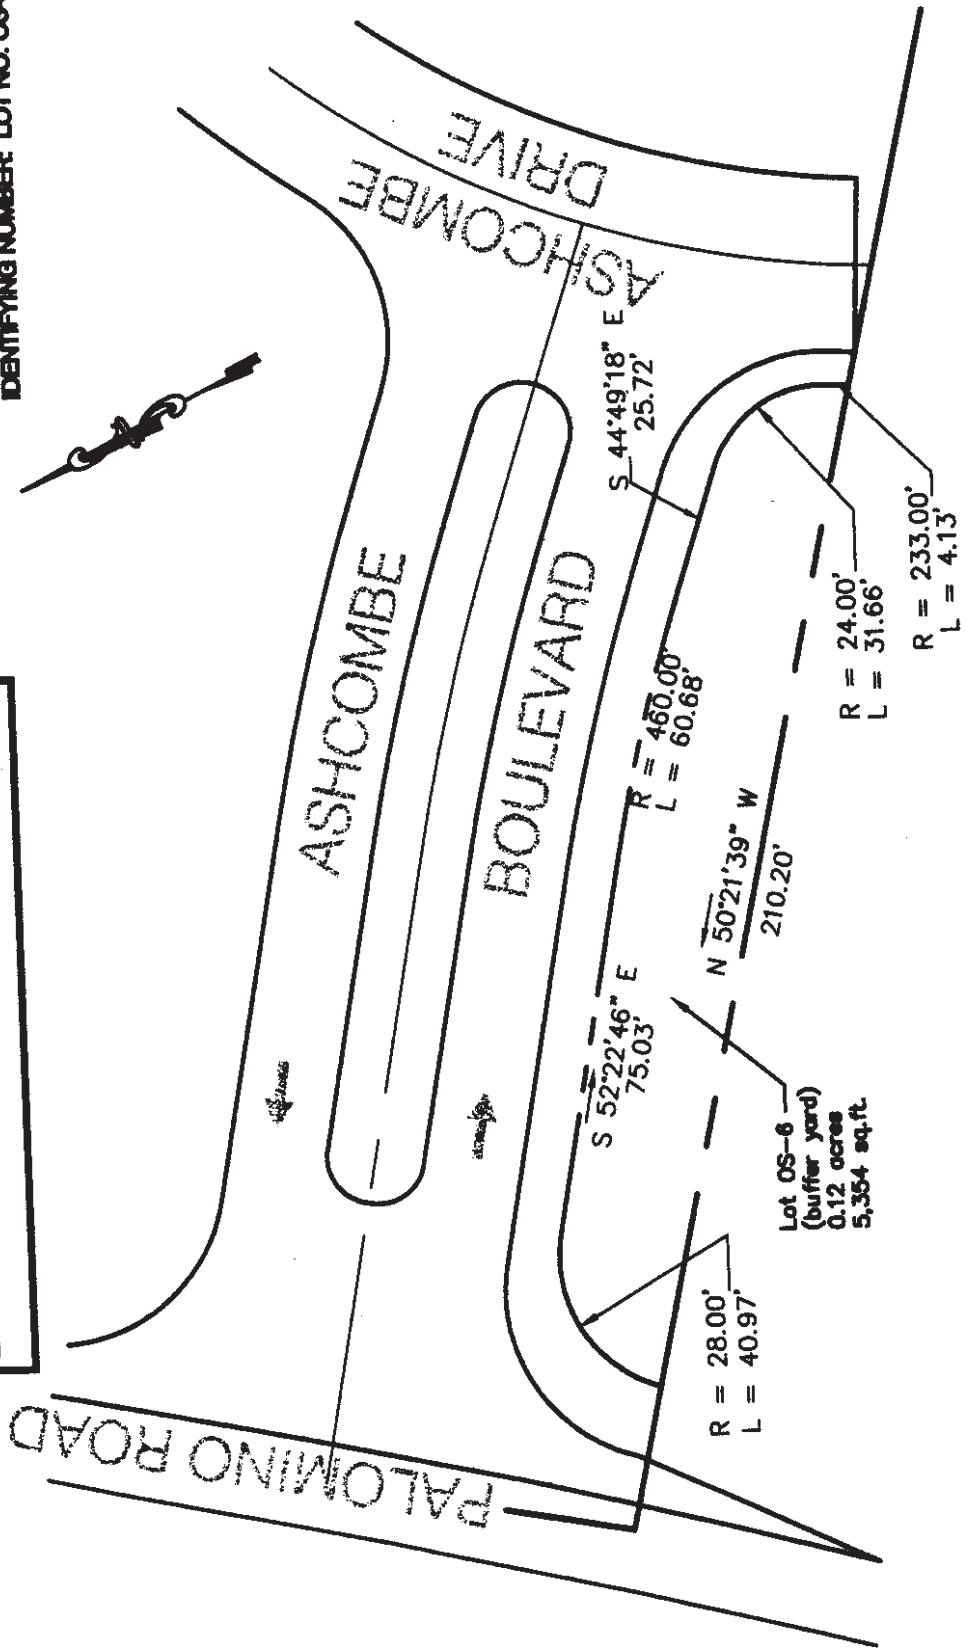 IDENTIFYING NUMBER: LOT NO.
ASHCOMBE
DRIVE
ASHCOMBE
BOULEVARD
PALOMINO ROAD
S 44°49'18" E
25.72'
R = 460.00'
L = 60.68'
S 52°22'46" E
75.03'
N 50°21'39" W
210.20'
R = 233.00'
L = 4.13'
R = 24.00'
L = 31.66'
Lot OS-6
(buffer yard)
0.12 acres
5,354 sq.ft.
R = 28.00'
L = 40.97'